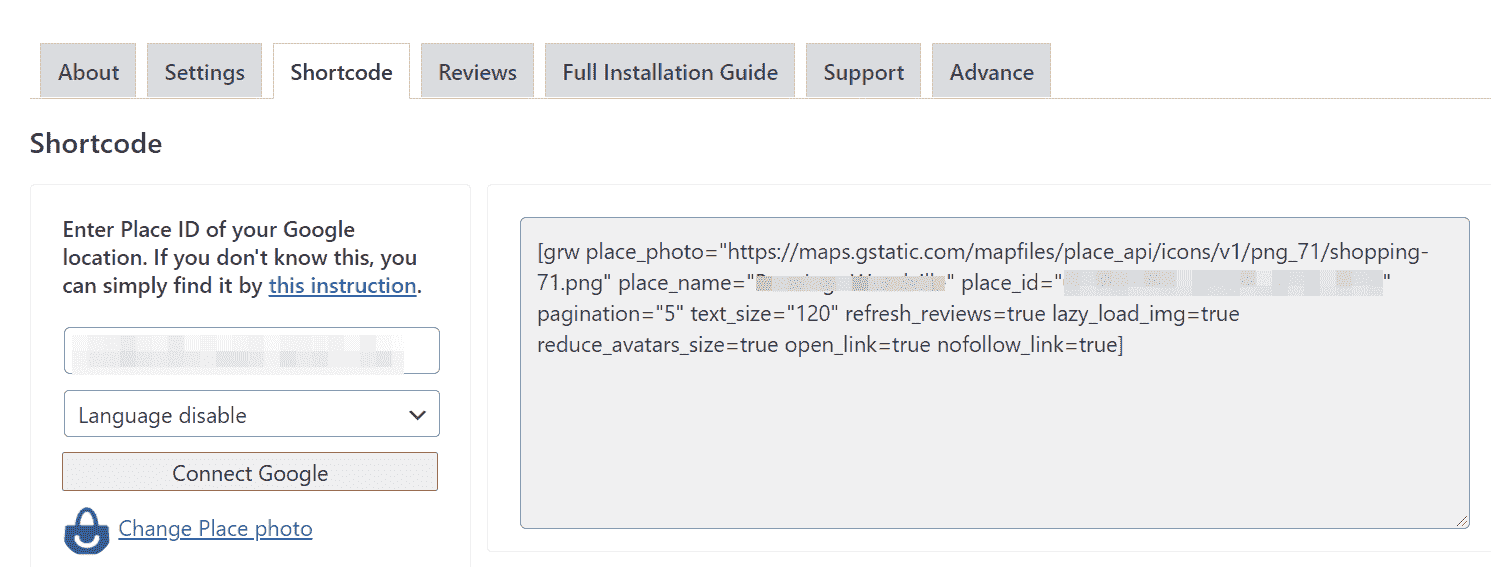 About
Settings
Shortcode
Reviews
Full Installation Guide
Support
Advance
Shortcode
Enter Place ID of your Google
location. If you don't know this, you
can simply find it by this instruction.
Language disable
Connect Google
Change Place photo
[grw place_photo="https://maps.gstatic.com/mapfiles/place_api/icons/v1/png_71/shopping-
71.png" place_name="" place_id=""
pagination="5" text_size="120" refresh_reviews=true lazy_load_img=true
reduce_avatars_size=true open_link=true nofollow_link=true]